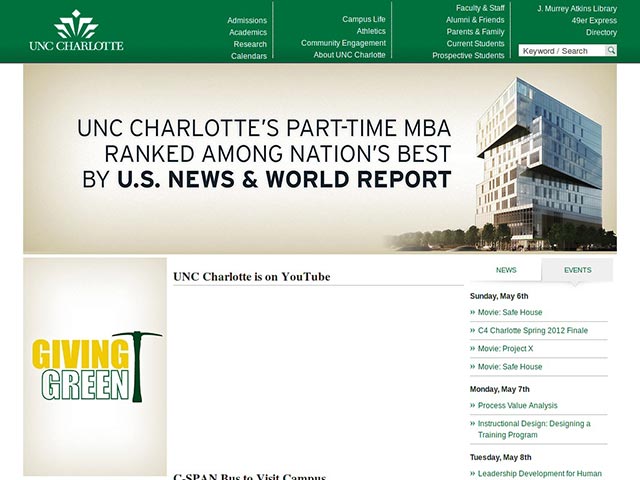 UNC CHARLOTTE
Admissions
Academics
Research
Calendars
Campus Life
Athletics
Community Engagement
About UNC Charlotte
Faculty & Staff
Alumni & Friends
Parents & Family
Current Students
Prospective Students
J. Murrey Atkins Library
49er Express
Directory
Keyword / Search
UNC CHARLOTTE'S PART-TIME MBA
RANKED AMONG NATION'S BEST
BY U.S. NEWS & WORLD REPORT
GIVING
GREEN
UNC Charlotte is on YouTube
C-SPAN Bus to Visit Campus
NEWS
EVENTS
Sunday, May 6th
» Movie: Safe House
» C4 Charlotte Spring 2012 Finale
» Movie: Project X
» Movie: Safe House
Monday, May 7th
» Process Value Analysis
» Instructional Design: Designing a
Training Program
Tuesday, May 8th
» Leadership Development for Human